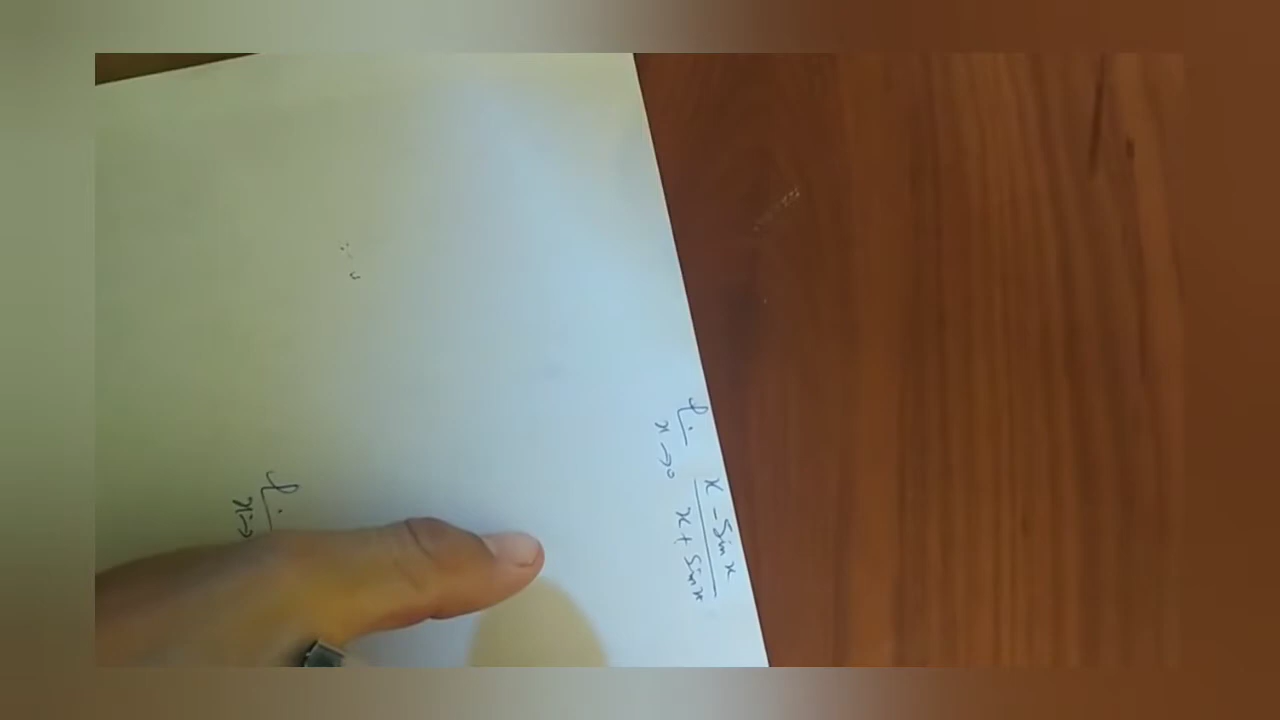 lim x→0 x - Sin x / x + Sin x
lim x→